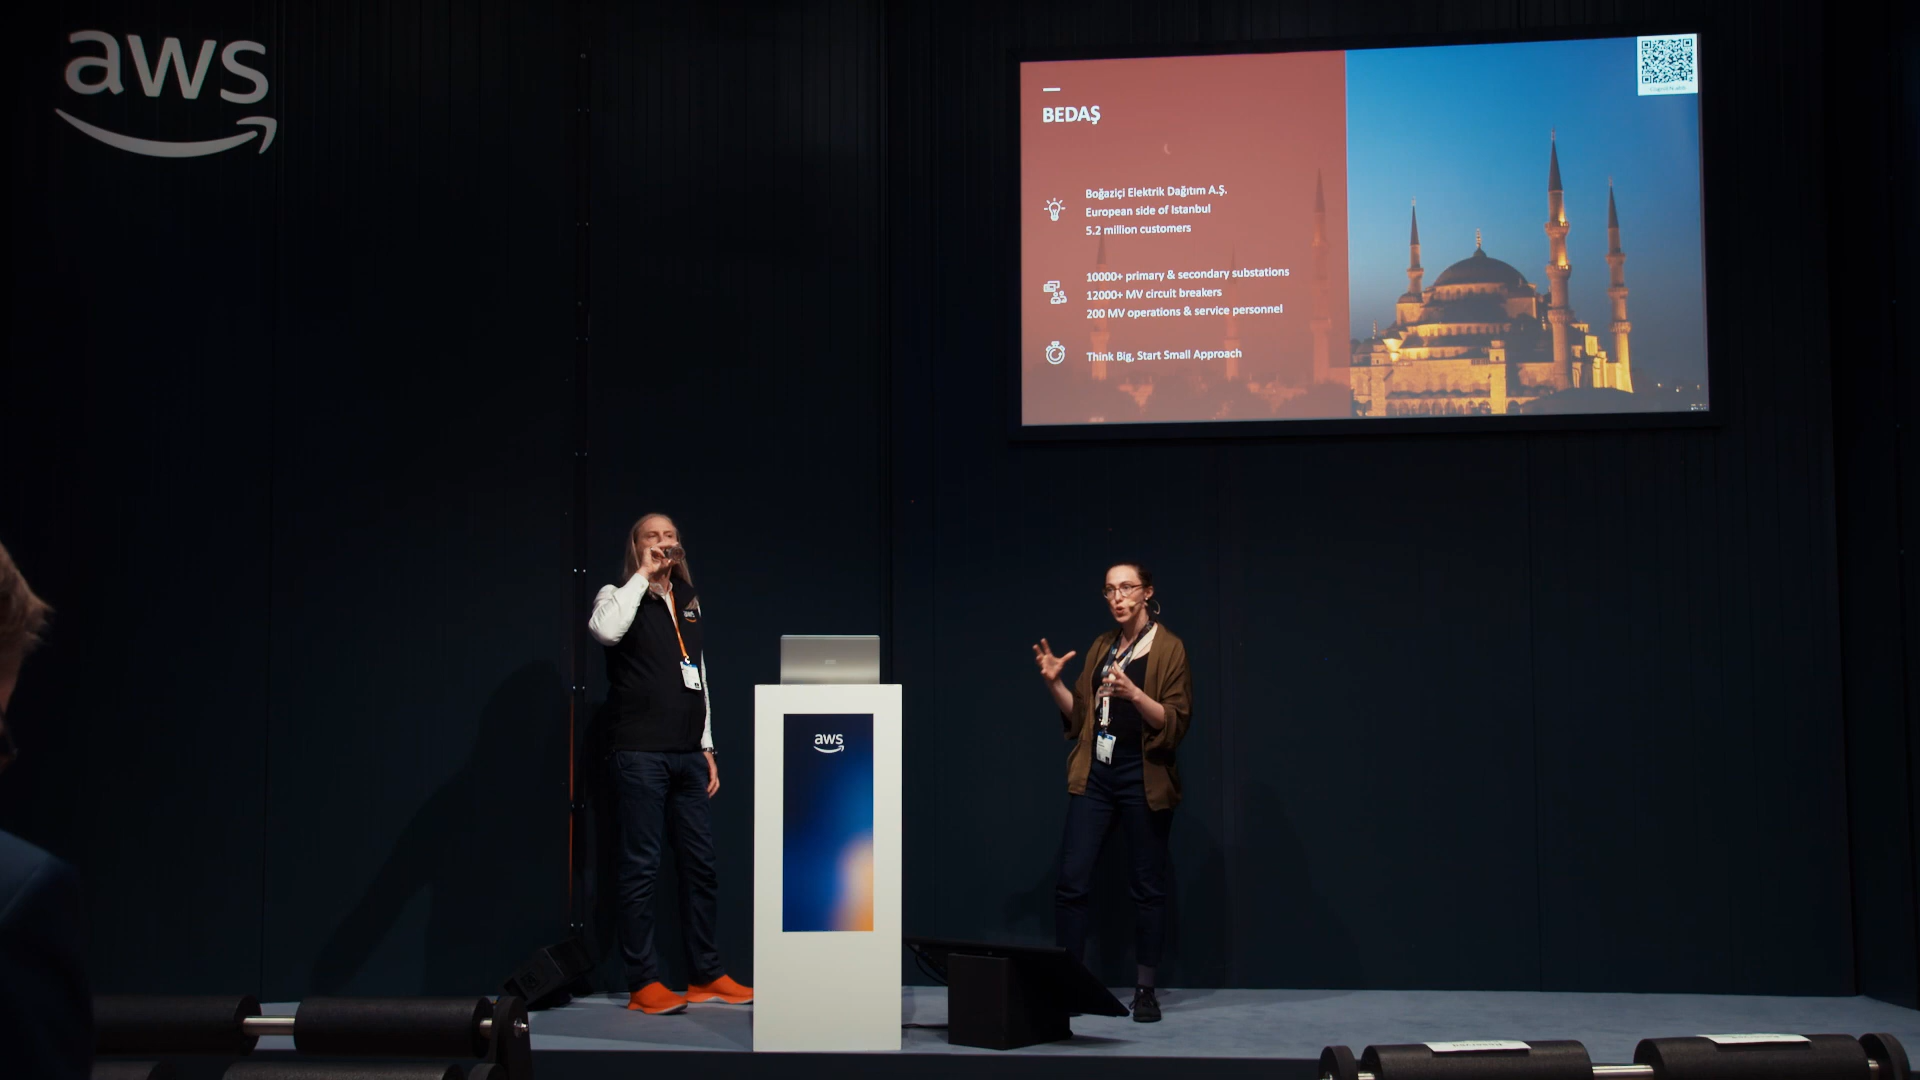 aws
BEDAŞ
Boğaziçi Elektrik Dağıtım A.Ş.
European side of Istanbul
5.2 million customers
10000+ primary & secondary substations
12000+ MV circuit breakers
200 MV operations & service personnel
Think Big, Start Small Approach
aws
aws